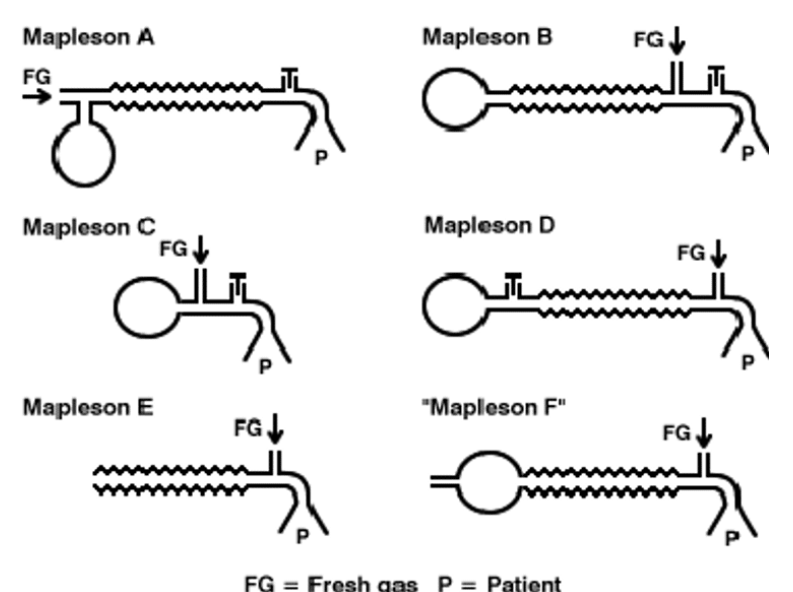 Mapleson A
FG
P
Mapleson B
FG
P
Mapleson C
FG
P
Mapleson D
FG
P
Mapleson E
FG
P
"Mapleson F"
FG
P
FG = Fresh gas P = Patient